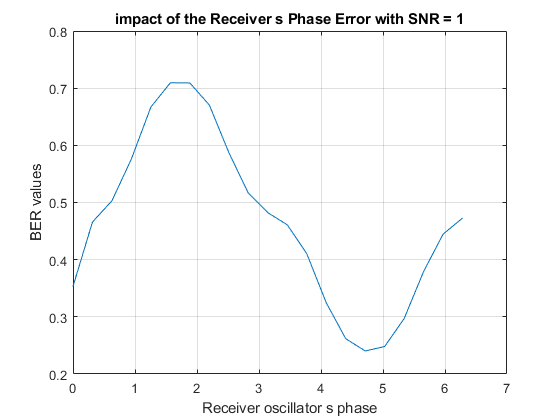 impact of the Receiver s Phase Error with SNR = 1
0.8
0.7
0.6
0.5
0.4
0.3
0.2
BER values
0 1 2 3 4 5 6 7
Receiver oscillator s phase